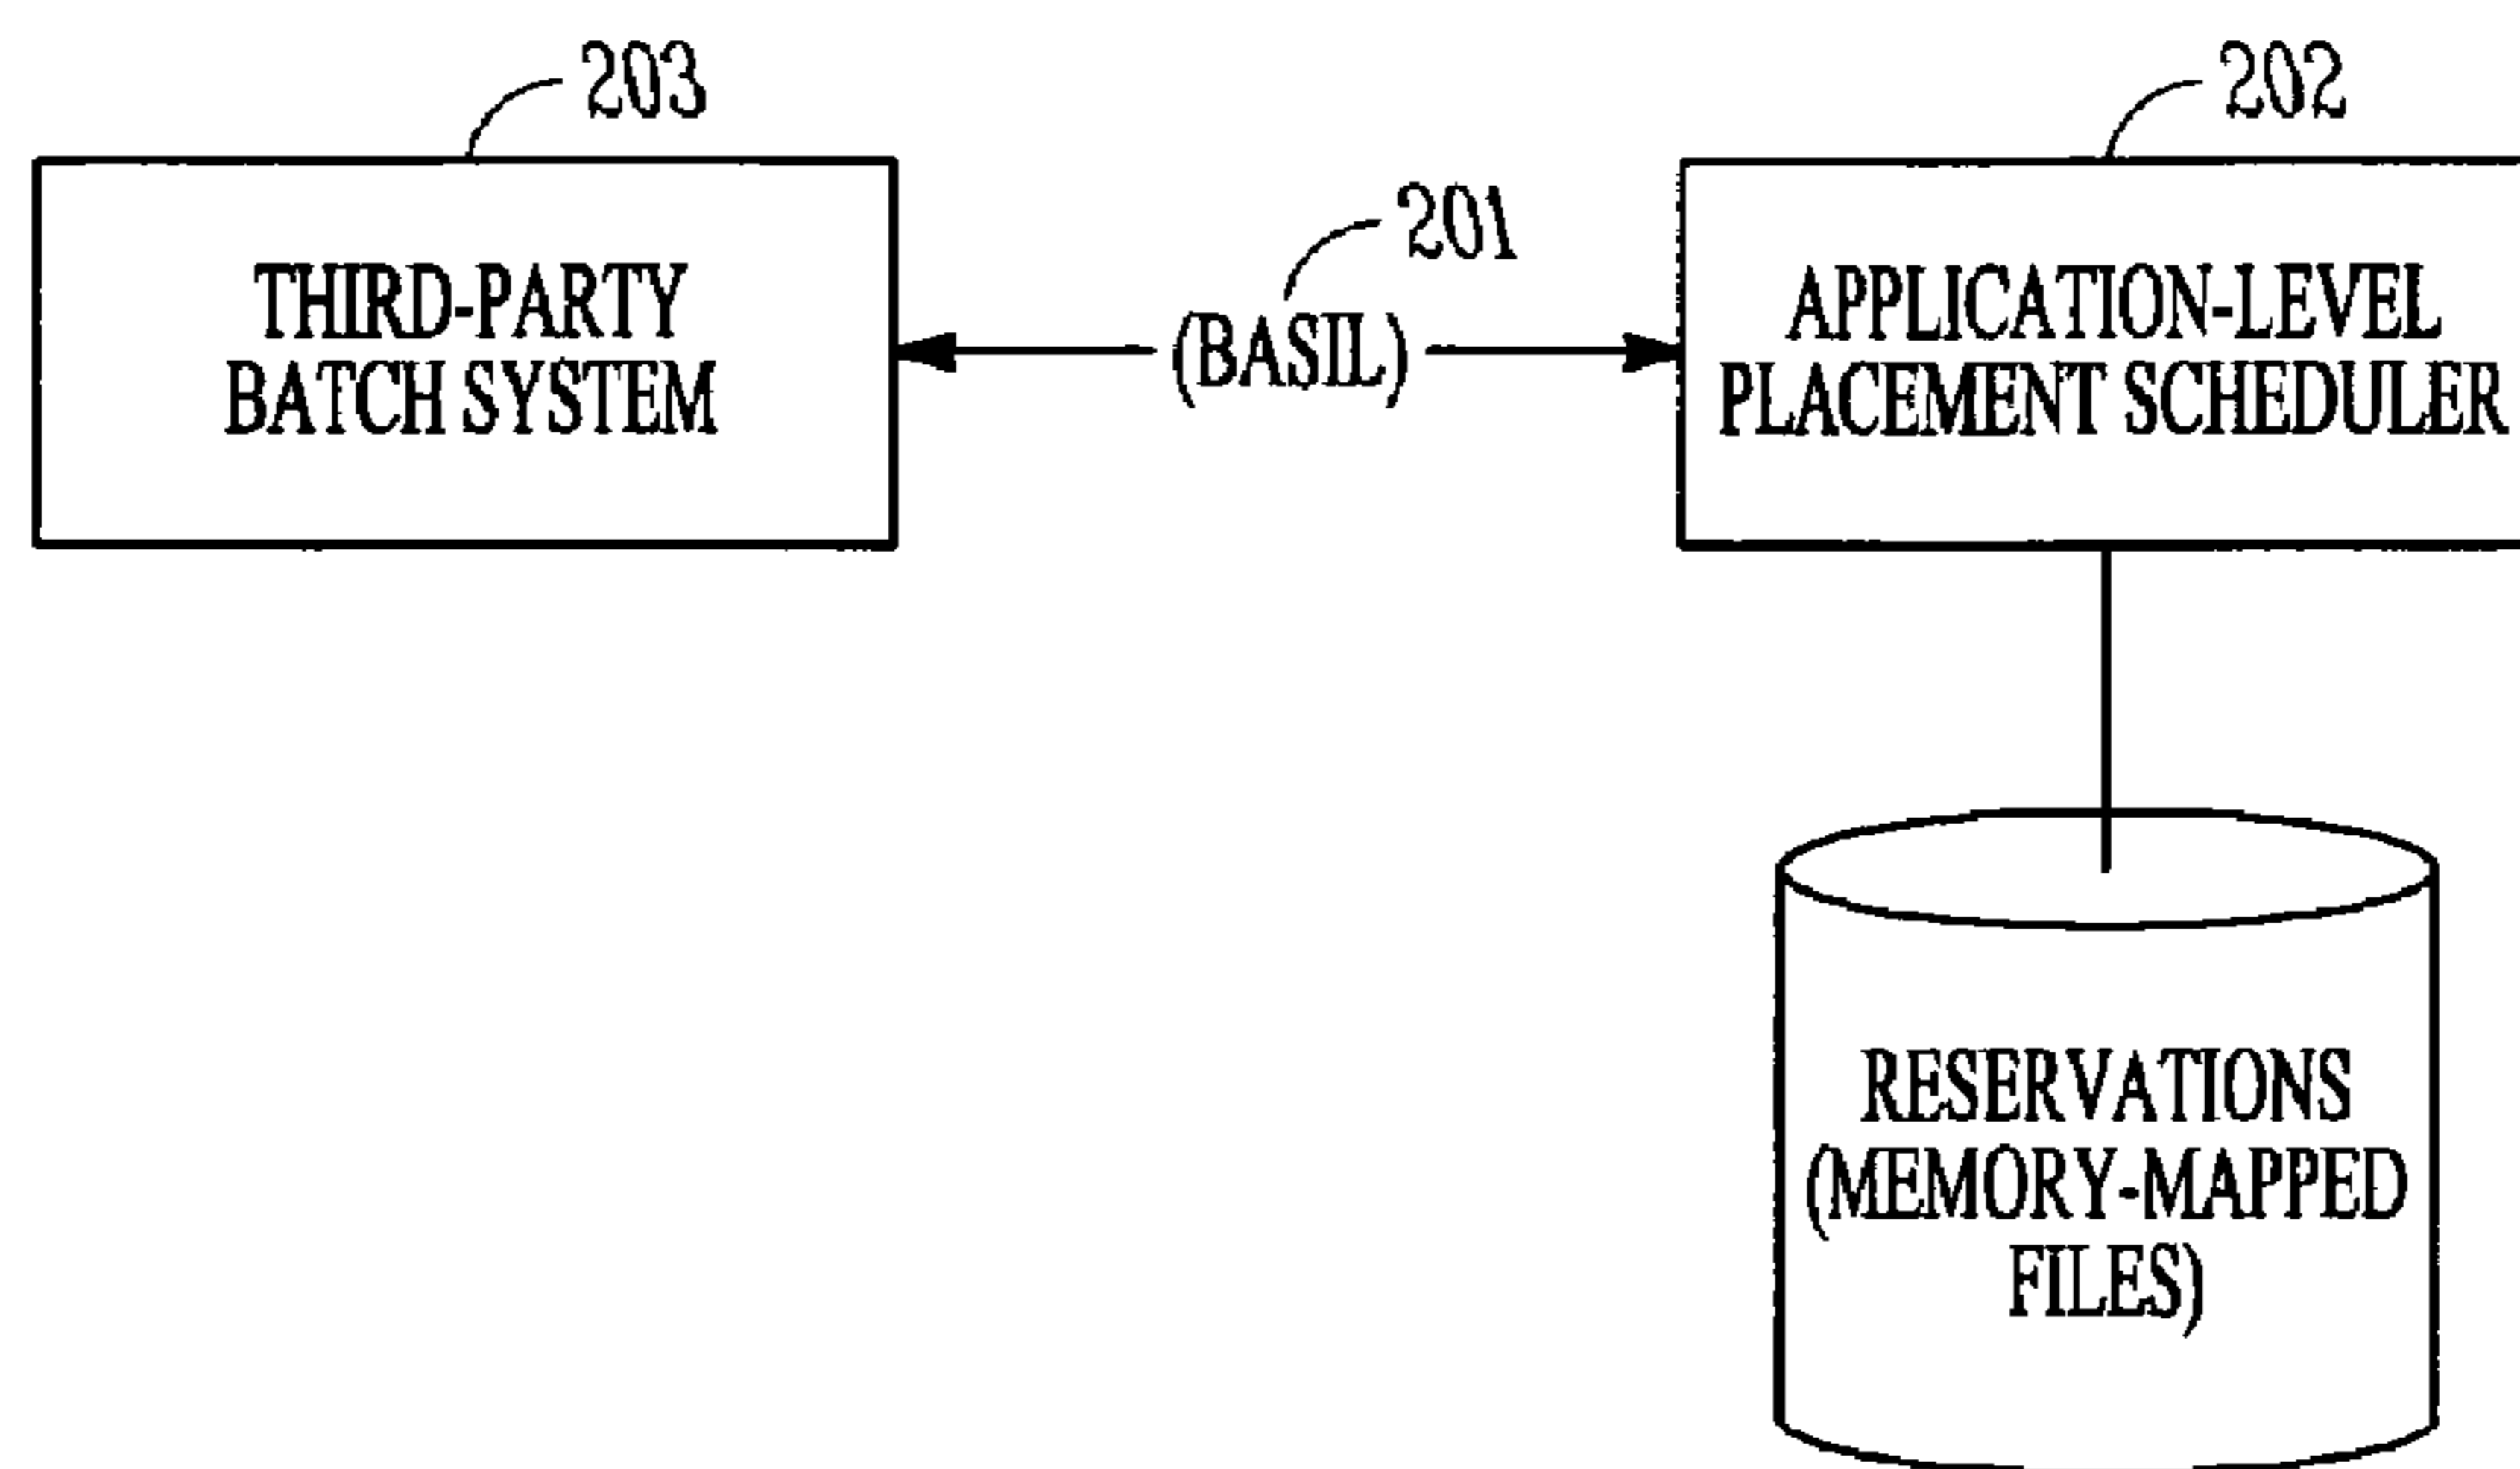 203
202
201
THIRD-PARTY
BATCH SYSTEM
(BASIL)
APPLICATION-LEVEL
PLACEMENT SCHEDULER
RESERVATIONS
(MEMORY-MAPPED
FILES)